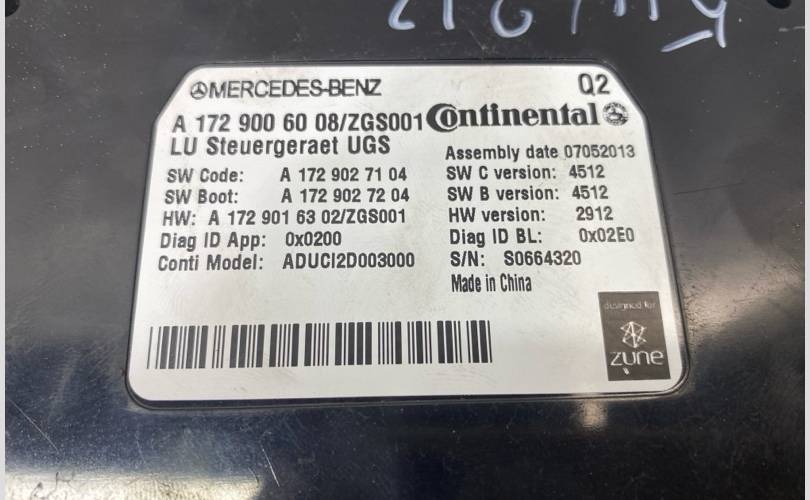 MERCEDES-BENZ
Q2
A 172 900 60 08/ZGS001
Continental
LU Steuergeraet UGS
Assembly date 07052013
SW Code: A 172 902 71 04
SW C version: 4512
SW Boot: A 172 902 72 04
SW B version: 4512
HW: A 172 901 63 02/ZGS001
HW version: 2912
Diag ID App: 0x0200
Diag ID BL: 0x02E0
Conti Model: ADUCI2D003000
S/N: S0664320
Made in China
designed for
zyne